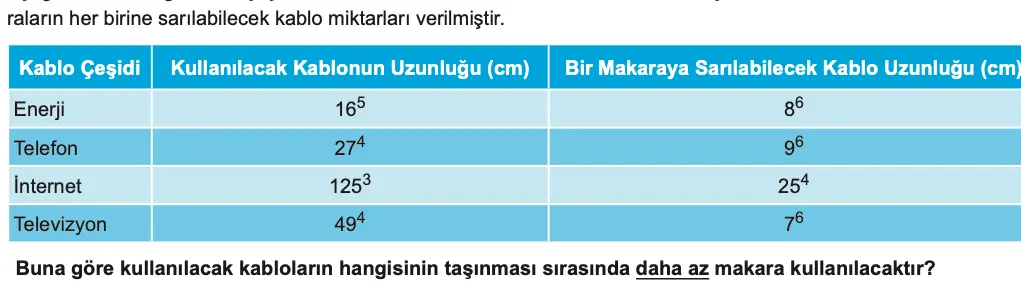 raların her birine sarılabilecek kablo miktarları verilmiştir.
Kablo Çeşidi Kullanılacak Kablonun Uzunluğu (cm) Bir Makaraya Sarılabilecek Kablo Uzunluğu (cm)
Enerji 16⁵ 8⁶
Telefon 27⁴ 9⁶
İnternet 125³ 25⁴
Televizyon 49⁴ 7⁶
Buna göre kullanılacak kabloların hangisinin taşınması sırasında daha az makara kullanılacaktır?